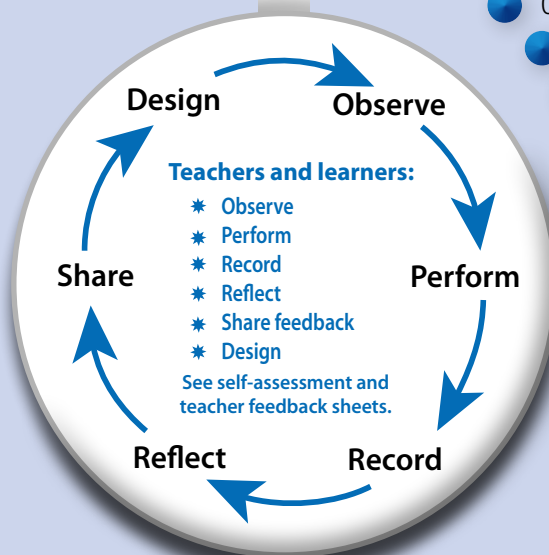 Design
Observe
Teachers and learners:
Observe
Perform
Record
Reflect
Share feedback
Design
See self-assessment and
teacher feedback sheets.
Share
Perform
Reflect
Record